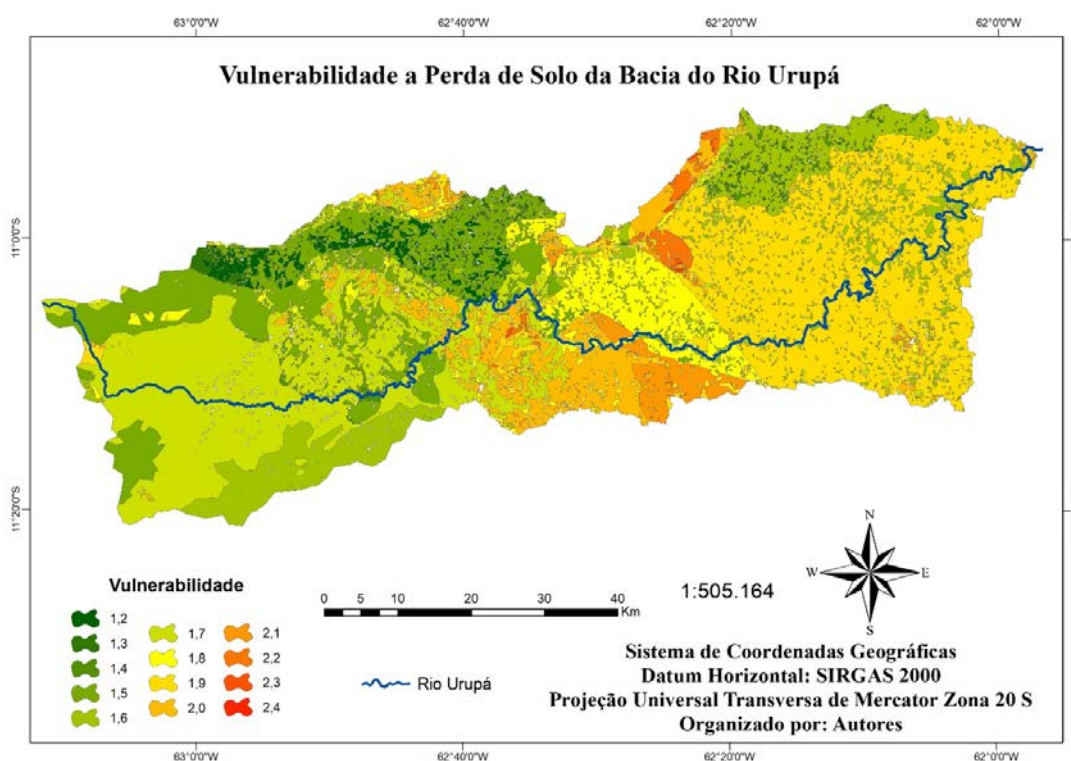 63°0'0"W 62°40'0"W 62°20'0"W 62°0'0"W
Vulnerabilidade a Perda de Solo da Bacia do Rio Urupá
11°0'0"S
11°20'0"S
N
W E
S
Vulnerabilidade
1,2
1,3
1,4
1,5
1,6
1,7
1,8
1,9
2,0
2,1
2,2
2,3
2,4
0 5 10 20 30 40
Km
Rio Urupá
1:505.164
Sistema de Coordenadas Geográficas
Datum Horizontal: SIRGAS 2000
Projeção Universal Transversa de Mercator Zona 20 S
Organizado por: Autores
63°0'0"W 62°40'0"W 62°20'0"W 62°0'0"W